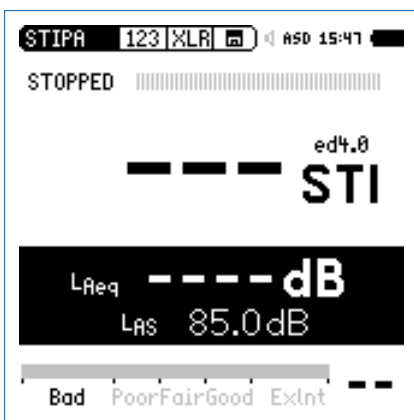 STIPA 123 XLR ASD 15:47
STOPPED
ed4.0
--- STI
LAeq ----dB
LAS 85.0dB
Bad Poor Fair Good Exlnt --